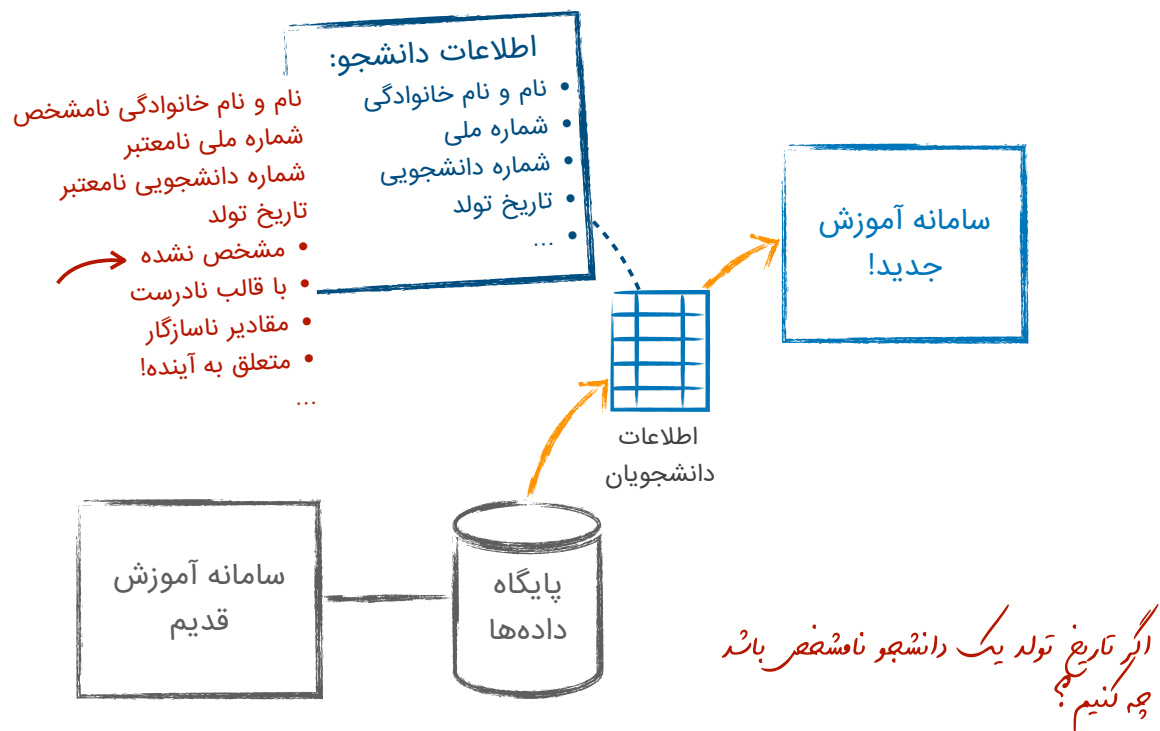 اطلاعات دانشجو:
• نام و نام خانوادگی
• شماره ملی
• شماره دانشجویی
• تاریخ تولد
• ...
نام و نام خانوادگی نامشخص
شماره ملی نامعتبر
شماره دانشجویی نامعتبر
تاریخ تولد
• مشخص نشده
• با قالب نادرست
• مقادیر ناسازگار
• متعلق به آینده!
...
سامانه آموزش
جدید!
اطلاعات
دانشجویان
سامانه آموزش
قدیم
پایگاه
داده‌ها
اگر تاریخ تولد یک دانشجو نامشخص باشد
چه کنیم؟